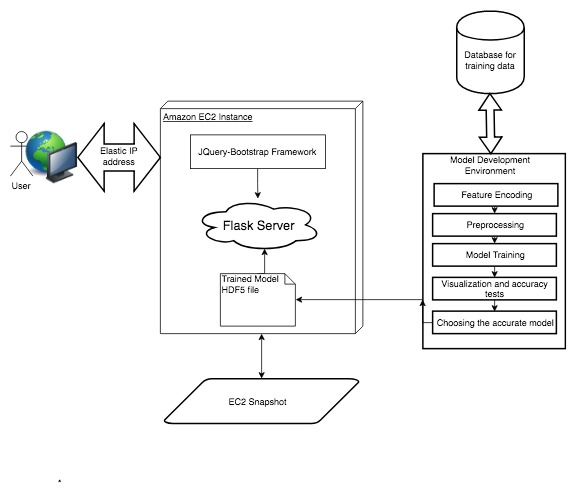 Database for
training data
Amazon EC2 Instance
Elastic IP
address
User
JQuery-Bootstrap Framework
Flask Server
Trained Model
HDF5 file
EC2 Snapshot
Model Development
Environment
Feature Encoding
Preprocessing
Model Training
Visualization and accuracy
tests
Choosing the accurate model